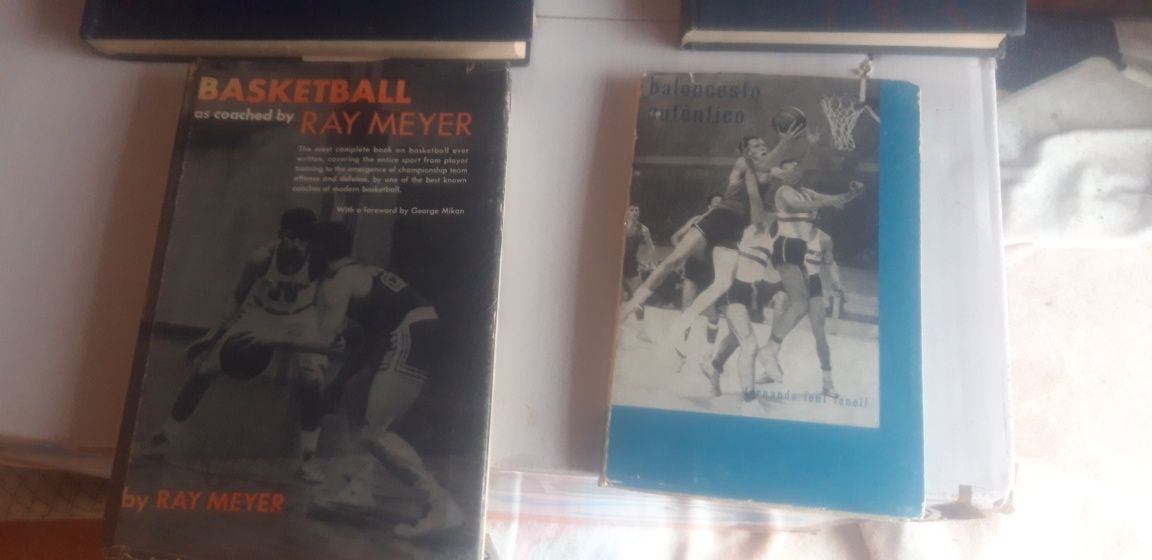 BASKETBALL
as coached by RAY MEYER
The most complete book on basketball ever
written, covering the entire sport from player
training to the emergence of championship team
offense and defense, by one of the best known
coaches of modern basketball.
With a foreword by George Mikan
by RAY MEYER
baloncesto
auténtico
fernando font